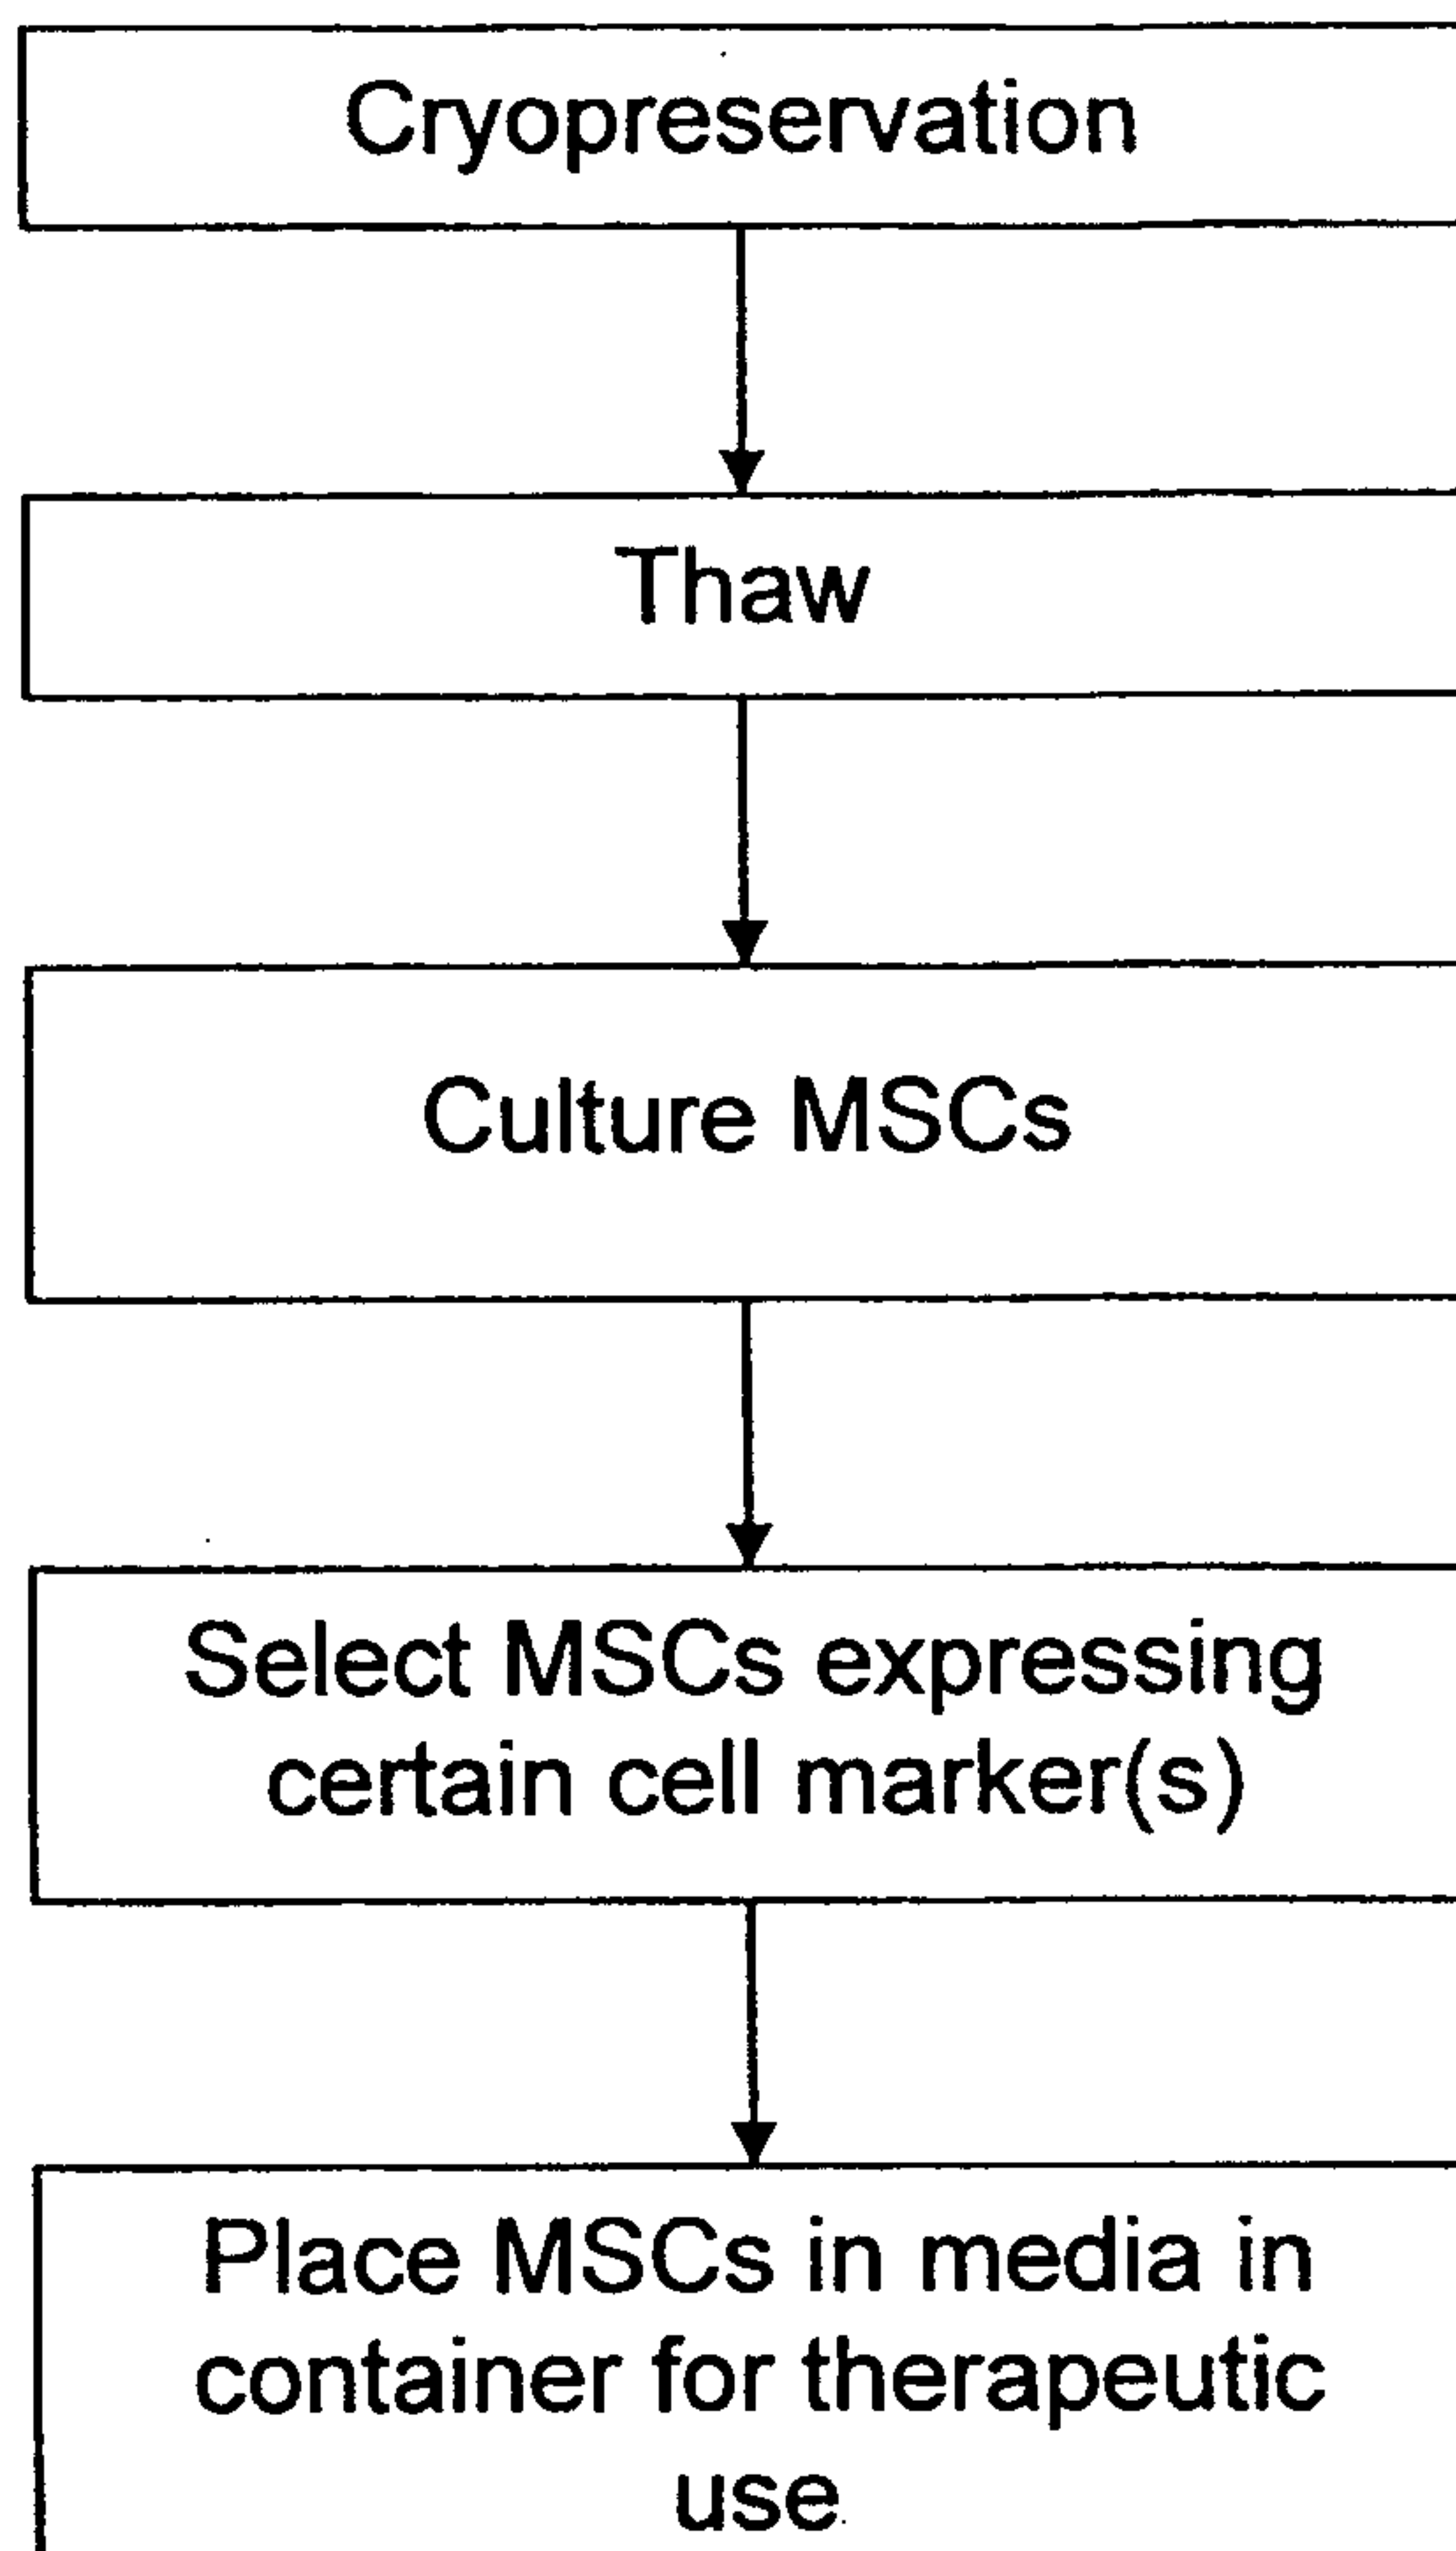 Cryopreservation
Thaw
Culture MSCs
Select MSCs expressing
certain cell marker(s)
Place MSCs in media in
container for therapeutic
use